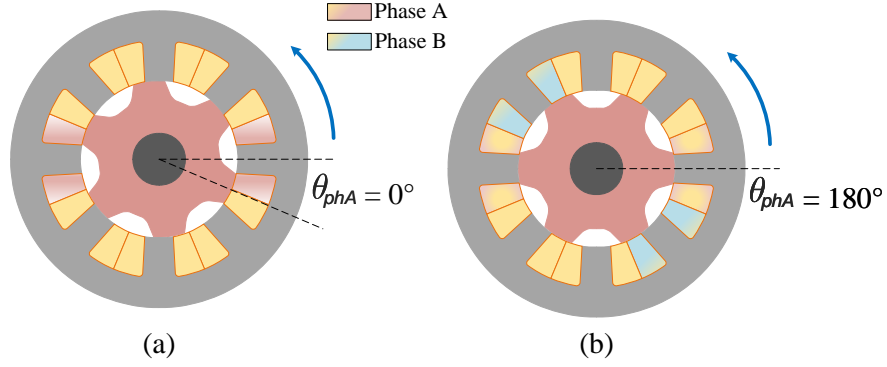 Phase A
Phase B
θphA = 0°
θphA = 180°
(a)
(b)